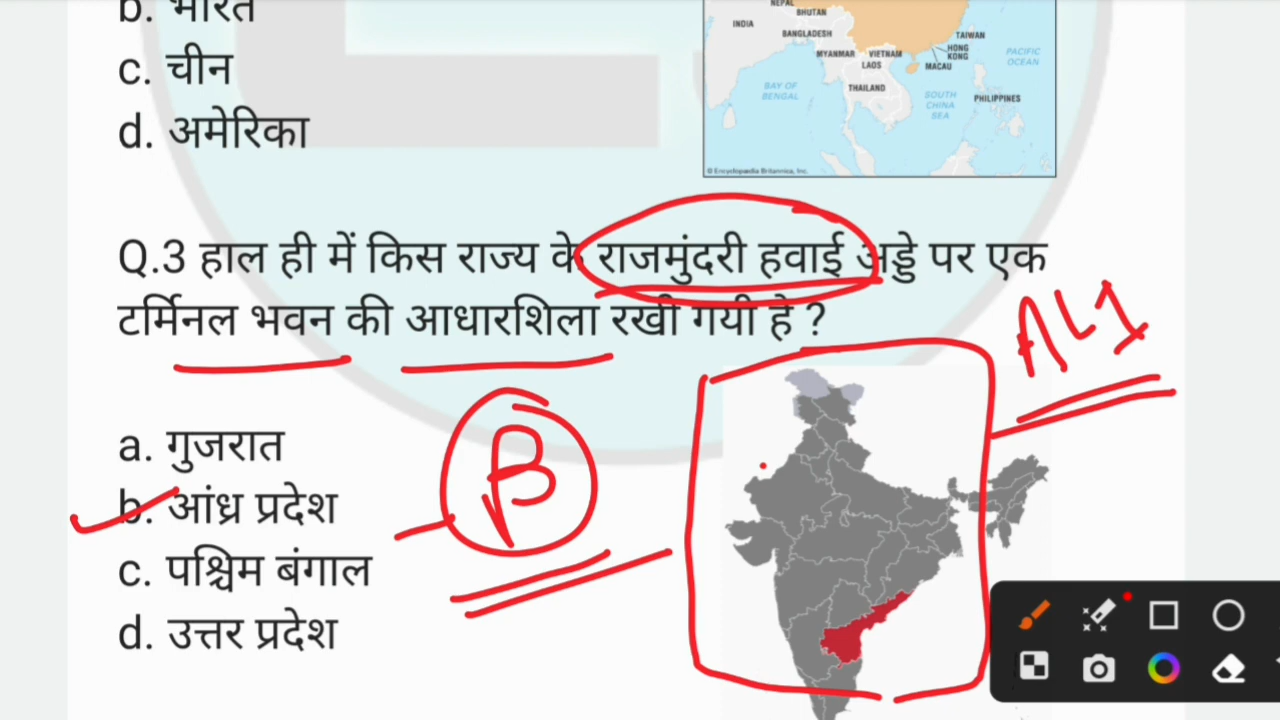 b. भारत
c. चीन
d. अमेरिका
NEPAL
BHUTAN
INDIA
BANGLADESH
TAIWAN
HONG KONG
MYANMAR
VIETNAM
MACAU
LAOS
PACIFIC OCEAN
BAY OF BENGAL
THAILAND
SOUTH CHINA SEA
PHILIPPINES
© Encyclopædia Britannica, Inc.
Q.3 हाल ही में किस राज्य के राजमुंदरी हवाई अड्डे पर एक
टर्मिनल भवन की आधारशिला रखी गयी हे ?
a. गुजरात
b. आंध्र प्रदेश
c. पश्चिम बंगाल
d. उत्तर प्रदेश
B